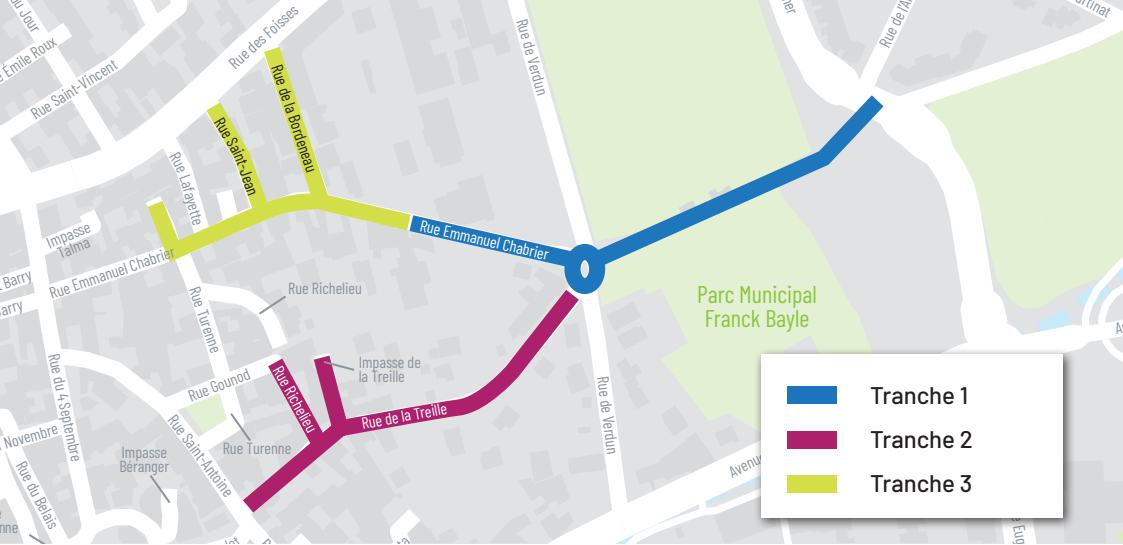 du Jour
Émile Roux
Rue Saint-Vincent
Rue des Foisses
Rue de Verdun
Rue de la Bordeneau
Rue Saint-Jean
Rue Lafayette
Impasse
Talma
Rue Emmanuel Chabrier
Rue Emmanuel Chabrier
Barry
Rue Richelieu
Rue Turenne
Parc Municipal
Franck Bayle
Impasse de
la Treille
Rue Gounod
Rue Richelieu
Rue de la Treille
Rue du 4 Septembre
Rue de Verdun
Novembre
Rue Saint-Antoine
Rue Turenne
Impasse
Béranger
Rue du Belais
Avenue
Tranche 1
Tranche 2
Tranche 3